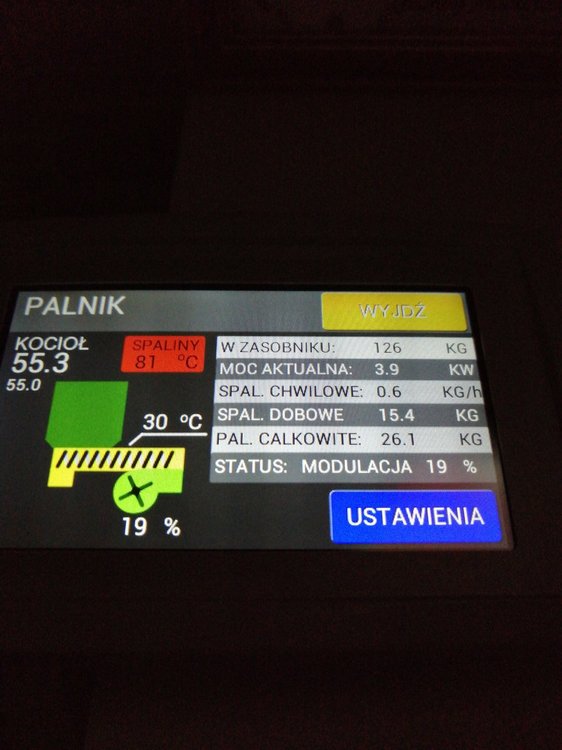 PALNIK
WYJDŹ
KOCIOŁ
55.3
55.0
SPALINY
81 ºC
30 ºC
19 %
W ZASOBNIKU: 126 KG
MOC AKTUALNA: 3.9 KW
SPAL. CHWILOWE: 0.6 KG/h
SPAL. DOBOWE 15.4 KG
PAL. CALKOWITE: 26.1 KG
STATUS: MODULACJA 19 %
USTAWIENIA